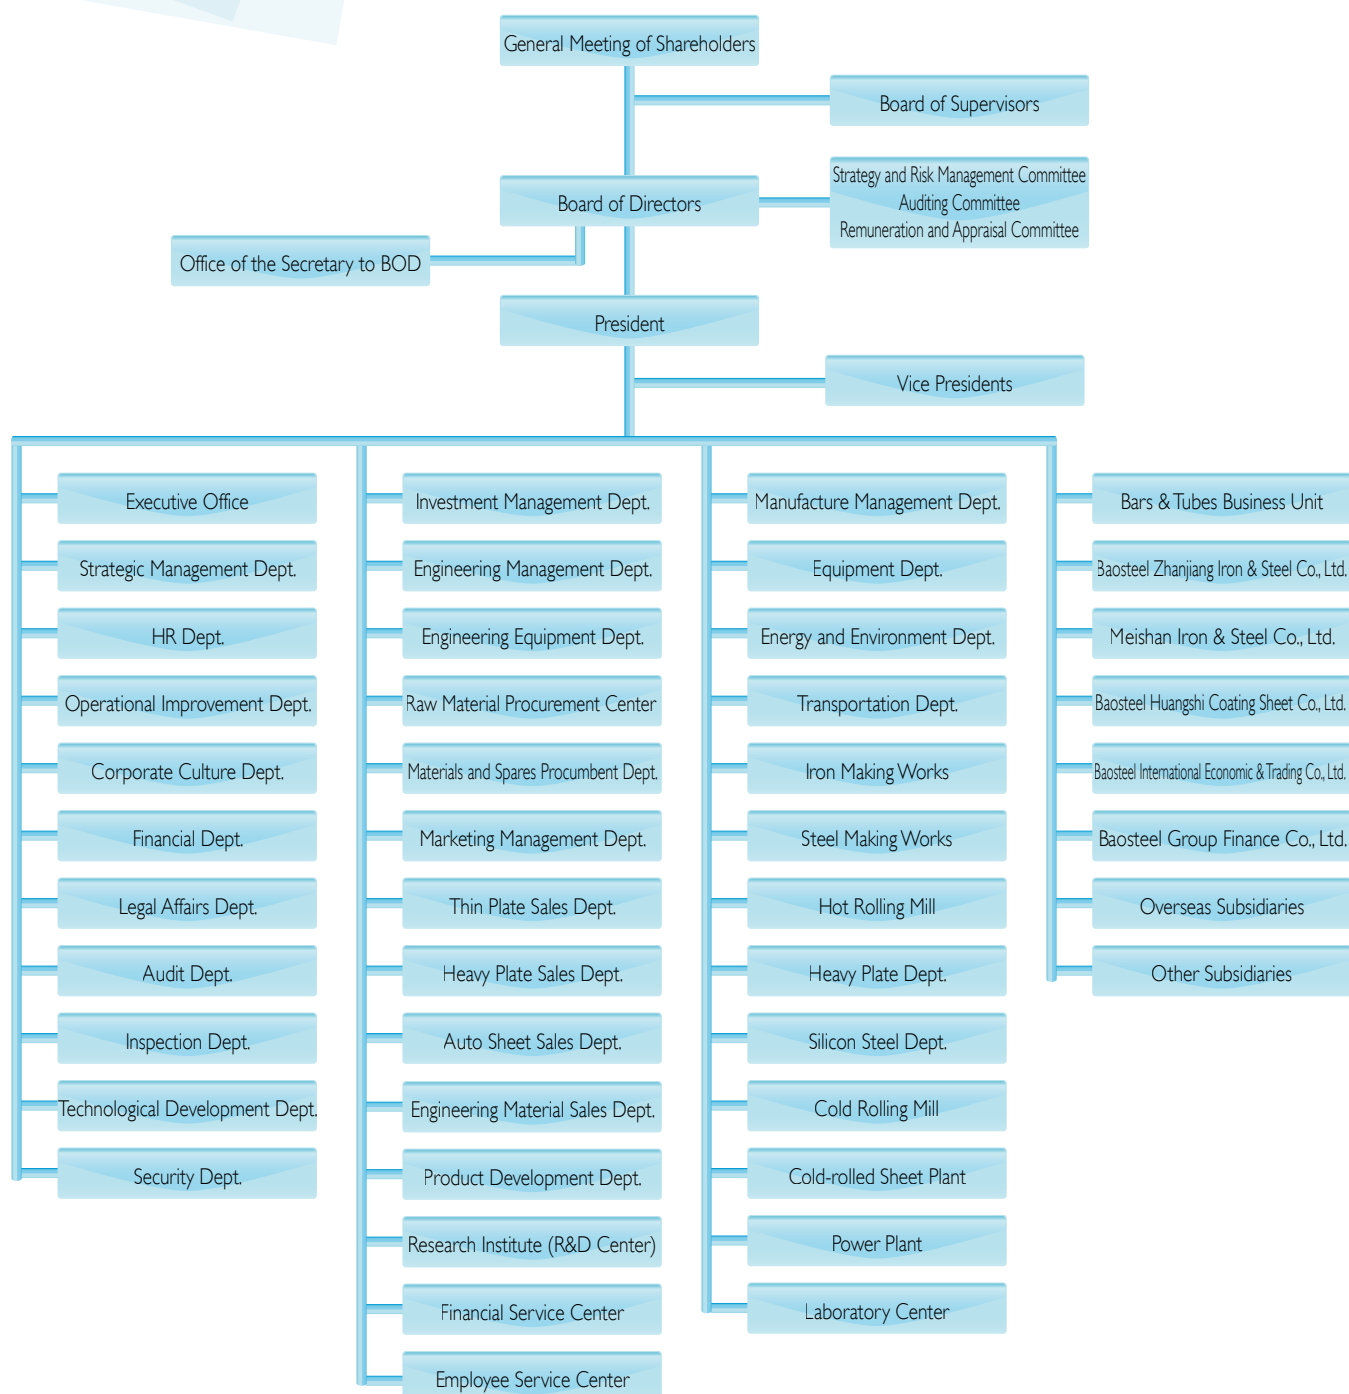 General Meeting of Shareholders
Board of Supervisors
Strategy and Risk Management Committee
Auditing Committee
Remuneration and Appraisal Committee
Board of Directors
Office of the Secretary to BOD
President
Vice Presidents
Executive Office
Strategic Management Dept.
HR Dept.
Operational Improvement Dept.
Corporate Culture Dept.
Financial Dept.
Legal Affairs Dept.
Audit Dept.
Inspection Dept.
Technological Development Dept.
Security Dept.
Investment Management Dept.
Engineering Management Dept.
Engineering Equipment Dept.
Raw Material Procurement Center
Materials and Spares Procumbent Dept.
Marketing Management Dept.
Thin Plate Sales Dept.
Heavy Plate Sales Dept.
Auto Sheet Sales Dept.
Engineering Material Sales Dept.
Product Development Dept.
Research Institute (R&D Center)
Financial Service Center
Employee Service Center
Manufacture Management Dept.
Equipment Dept.
Energy and Environment Dept.
Transportation Dept.
Iron Making Works
Steel Making Works
Hot Rolling Mill
Heavy Plate Dept.
Silicon Steel Dept.
Cold Rolling Mill
Cold-rolled Sheet Plant
Power Plant
Laboratory Center
Bars & Tubes Business Unit
Baosteel Zhanjiang Iron & Steel Co., Ltd.
Meishan Iron & Steel Co., Ltd.
Baosteel Huangshi Coating Sheet Co., Ltd.
Baosteel International Economic & Trading Co., Ltd.
Baosteel Group Finance Co., Ltd.
Overseas Subsidiaries
Other Subsidiaries